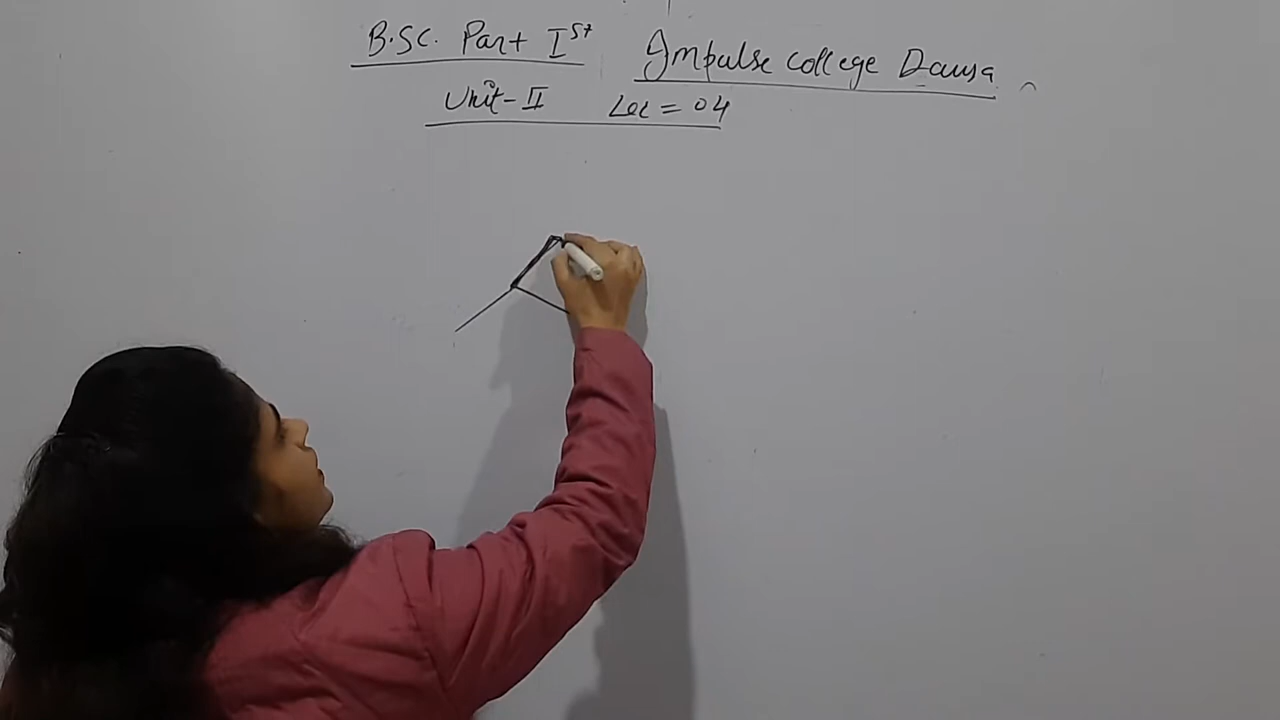 B.SC. Part Iˢᵗ Impulse college Dausa
Unit-II Lec = 04